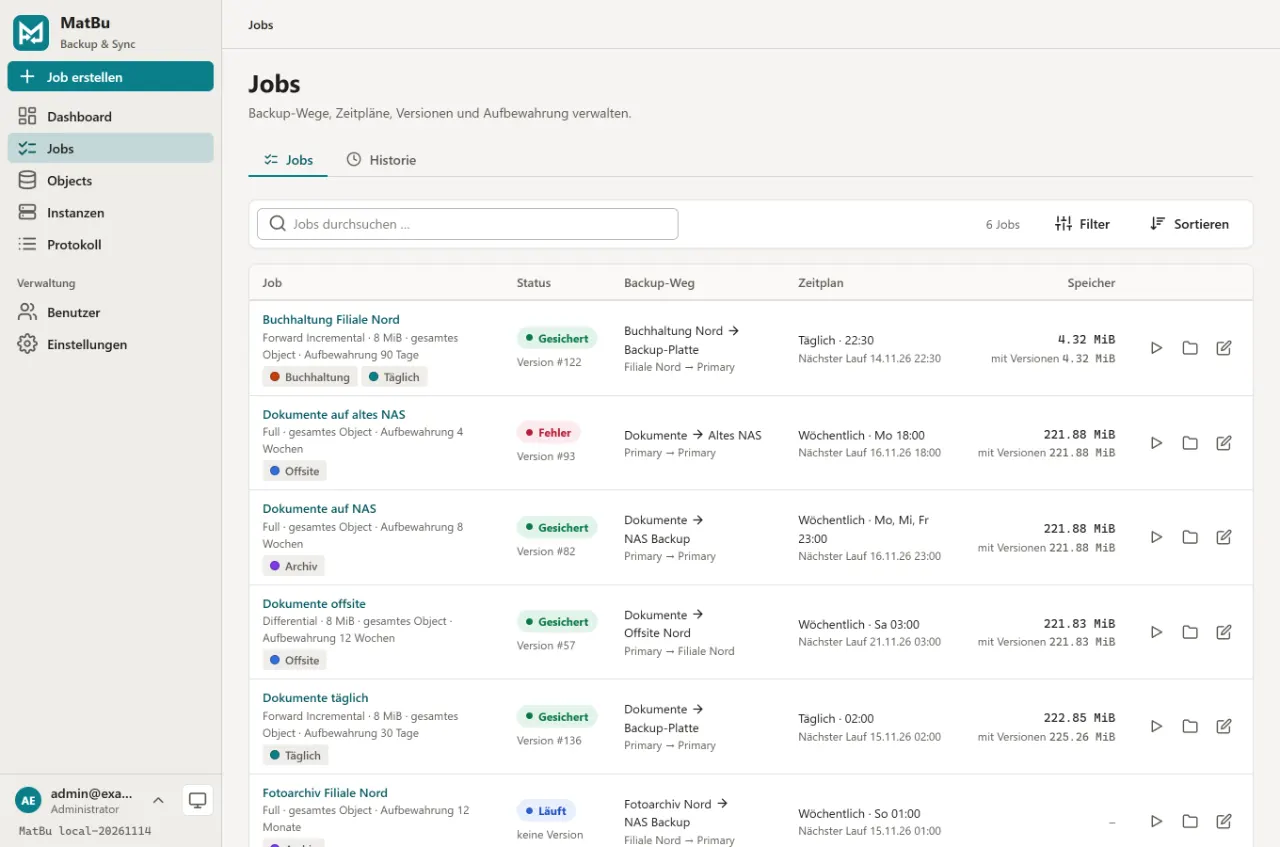 MatBu
Backup & Sync
Job erstellen
Dashboard
Jobs
Objects
Instanzen
Protokoll
Verwaltung
Benutzer
Einstellungen
AE
admin@exa...
Administrator
MatBu local-20261114
Jobs
Jobs
Backup-Wege, Zeitpläne, Versionen und Aufbewahrung verwalten.
Jobs
Historie
Jobs durchsuchen ...
6 Jobs
Filter
Sortieren
Job
Status
Backup-Weg
Zeitplan
Speicher
Buchhaltung Filiale Nord
Forward Incremental · 8 MiB · gesamtes
Object · Aufbewahrung 90 Tage
Buchhaltung
Täglich
Gesichert
Version #122
Buchhaltung Nord →
Backup-Platte
Filiale Nord → Primary
Täglich · 22:30
Nächster Lauf 14.11.26 22:30
4.32 MiB
mit Versionen 4.32 MiB
Dokumente auf altes NAS
Full · gesamtes Object · Aufbewahrung 4
Wochen
Offsite
Fehler
Version #93
Dokumente → Altes NAS
Primary → Primary
Wöchentlich · Mo 18:00
Nächster Lauf 16.11.26 18:00
221.88 MiB
mit Versionen 221.88 MiB
Dokumente auf NAS
Full · gesamtes Object · Aufbewahrung 8
Wochen
Archiv
Gesichert
Version #82
Dokumente →
NAS Backup
Primary → Primary
Wöchentlich · Mo, Mi, Fr
23:00
Nächster Lauf 16.11.26 23:00
221.88 MiB
mit Versionen 221.88 MiB
Dokumente offsite
Differential · 8 MiB · gesamtes Object ·
Aufbewahrung 12 Wochen
Offsite
Gesichert
Version #57
Dokumente →
Offsite Nord
Primary → Filiale Nord
Wöchentlich · Sa 03:00
Nächster Lauf 21.11.26 03:00
221.83 MiB
mit Versionen 221.83 MiB
Dokumente täglich
Forward Incremental · 8 MiB · gesamtes
Object · Aufbewahrung 30 Tage
Täglich
Gesichert
Version #136
Dokumente →
Backup-Platte
Primary → Primary
Täglich · 02:00
Nächster Lauf 15.11.26 02:00
222.85 MiB
mit Versionen 225.26 MiB
Fotoarchiv Filiale Nord
Full · gesamtes Object · Aufbewahrung 12
Monate
Läuft
keine Version
Fotoarchiv Nord →
NAS Backup
Filiale Nord → Primary
Wöchentlich · So 01:00
Nächster Lauf 15.11.26 01:00
–